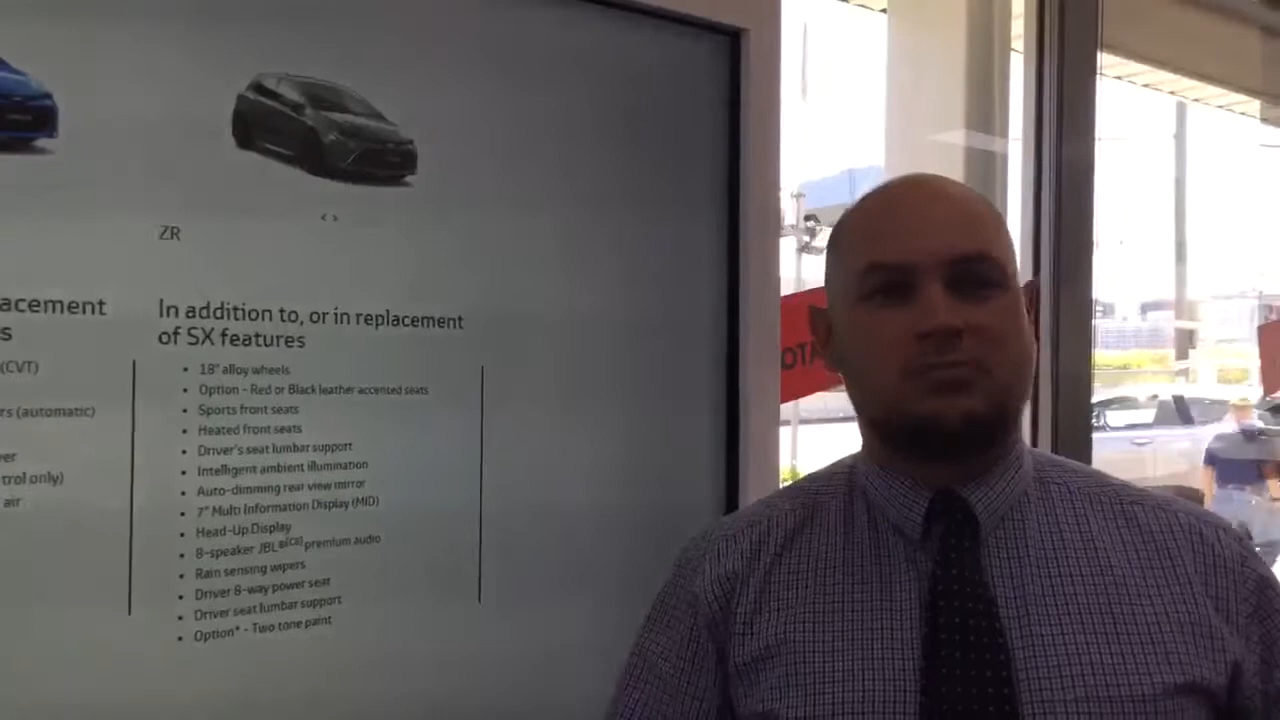 ZR
acement
s
(CVT)
rs (automatic)
ver
trol only)
air
In addition to, or in replacement
of SX features
• 18" alloy wheels
• Option - Red or Black leather accented seats
• Sports front seats
• Heated front seats
• Driver's seat lumbar support
• Intelligent ambient illumination
• Auto-dimming rear view mirror
• 7" Multi Information Display (MID)
• Head-Up Display
• 8-speaker JBL®[C8] premium audio
• Rain sensing wipers
• Driver 8-way power seat
• Driver seat lumbar support
• Option* - Two tone paint
OTA